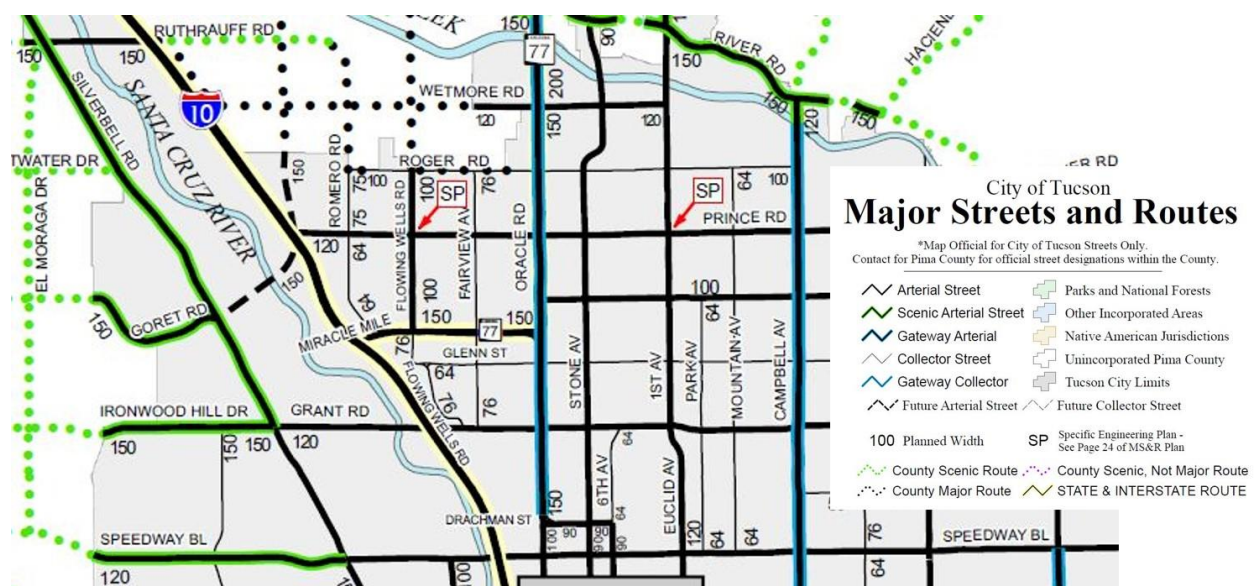 RUTHRAUFF RD
150
77
90
RIVER RD
150
150
150
10
WETMORE RD
200
150
120
120
150
120
150
SILVERBELL RD
SANTA CRUZ RIVER
TWATER DR
EL MORAGA DR
ROMERO RD
150
ROGER RD
75
100
100
SP
76
SP
64
100
75
64
120
FLOWING WELLS RD
FAIRVIEW AV
ORACLE RD
PRINCE RD
150
64
100
100
150
GORET RD
MIRACLE MILE
150
77
150
GLENN ST
76
64
76
76
FLOWING WELLS RD
STONE AV
1ST AV
PARK AV
64
MOUNTAIN AV
CAMPBELL AV
IRONWOOD HILL DR
GRANT RD
150
150
150
120
6TH AV
64
64
EUCLID AV
120
64
64
DRACHMAN ST
150
100
90
90
90
SPEEDWAY BL
120
100
SPEEDWAY BL
76
64
City of Tucson
Major Streets and Routes
*Map Official for City of Tucson Streets Only.
Contact for Pima County for official street designations within the County.
Arterial Street
Scenic Arterial Street
Gateway Arterial
Collector Street
Gateway Collector
Future Arterial Street
Parks and National Forests
Other Incorporated Areas
Native American Jurisdictions
Unincorporated Pima County
Tucson City Limits
Future Collector Street
100 Planned Width
SP Specific Engineering Plan -
See Page 24 of MS&R Plan
County Scenic Route
County Scenic, Not Major Route
County Major Route
STATE & INTERSTATE ROUTE